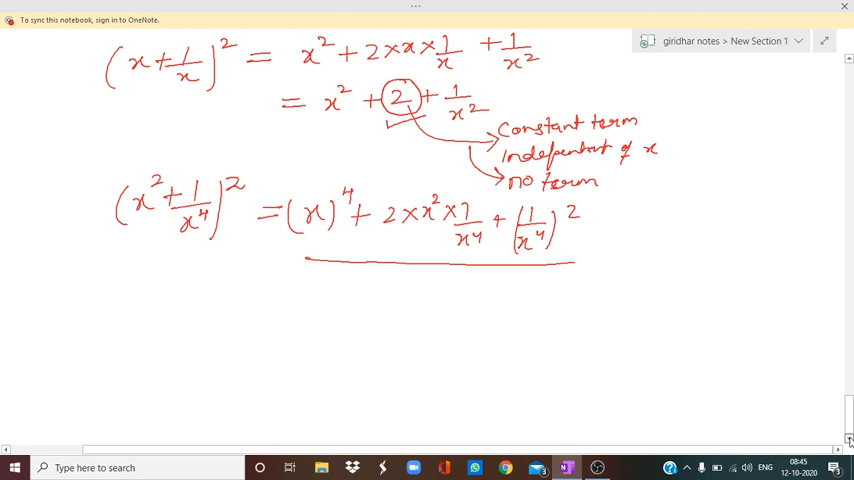 To sync this notebook, sign in to OneNote.
giridhar notes > New Section 1
(x + 1/x)² = x² + 2 × x × 1/x + 1/x²
= x² + 2 + 1/x²
Constant term
independent of x
no term
(x² + 1/x⁴)² = (x)⁴ + 2 × x² × 1/x⁴ + (1/x⁴)²
Type here to search
3
ENG
08:45
12-10-2020
3